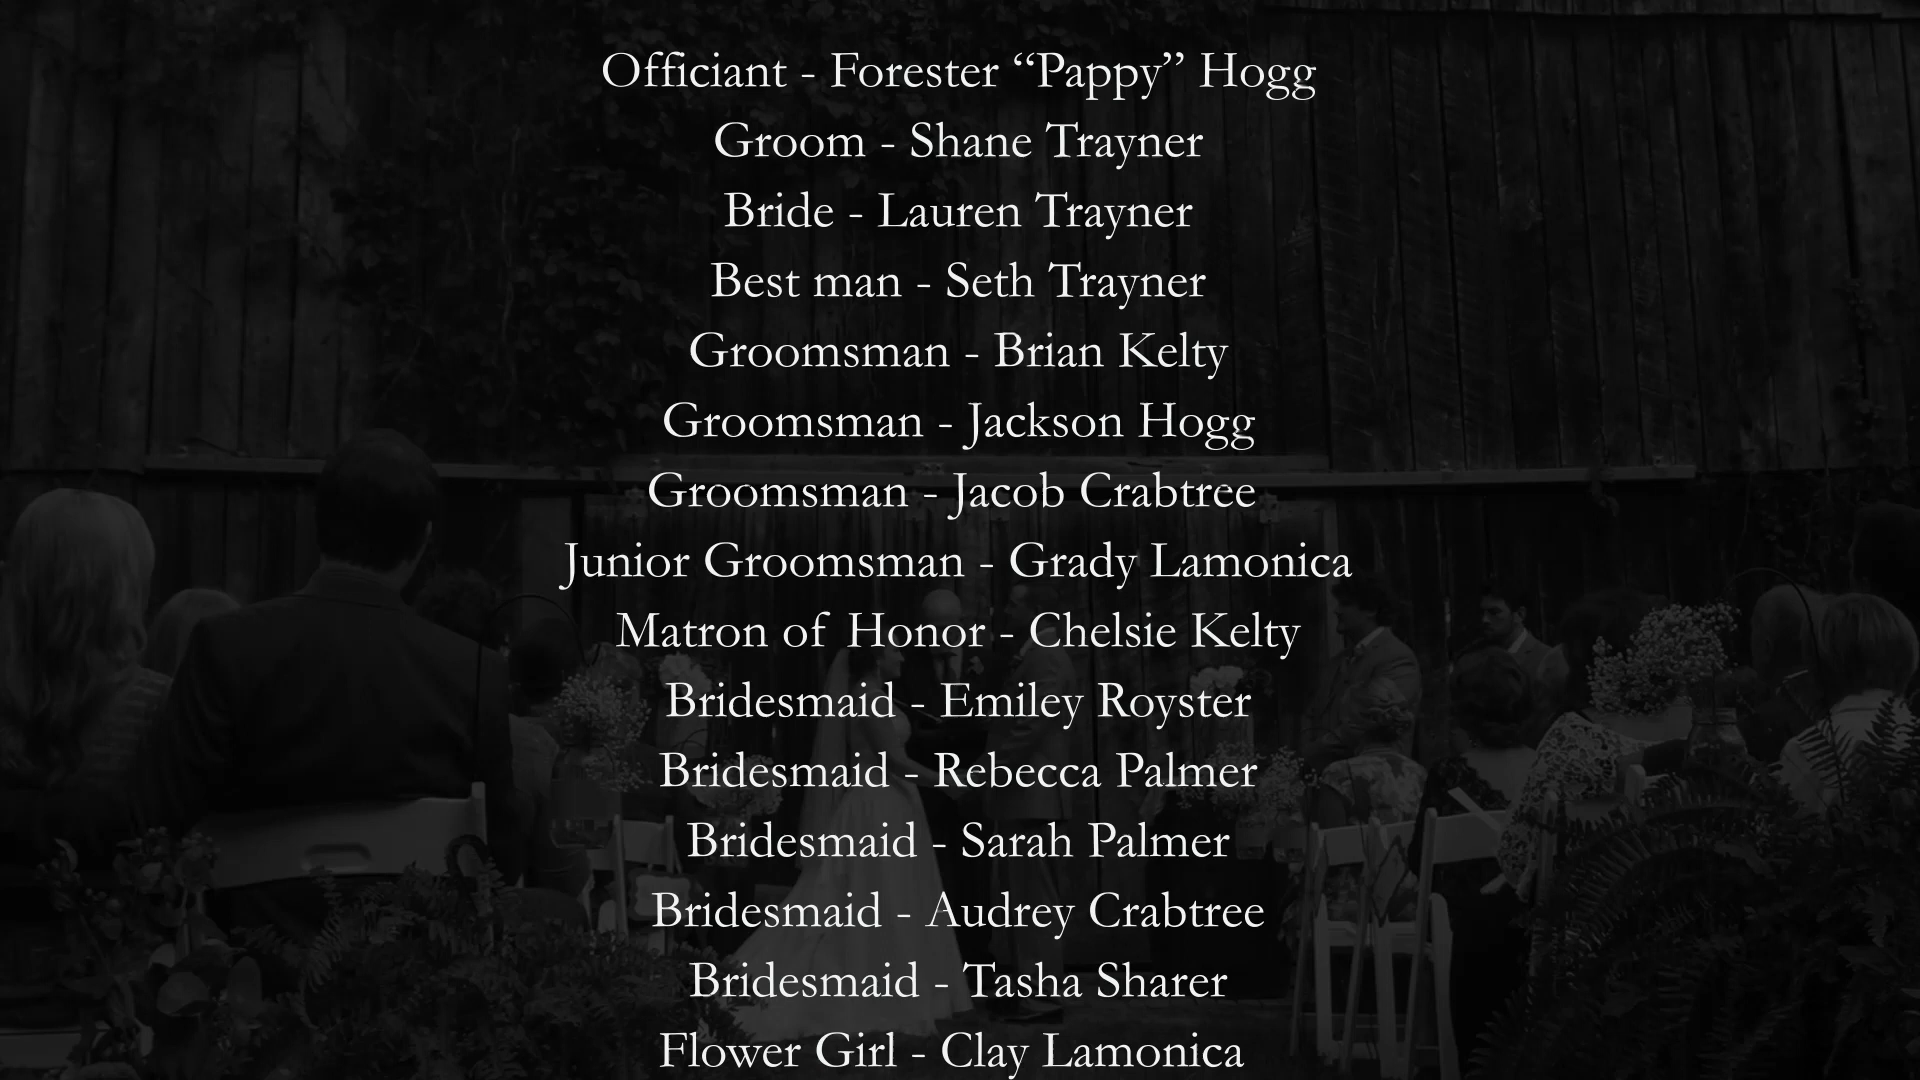 Officiant - Forester “Pappy” Hogg
Groom - Shane Trayner
Bride - Lauren Trayner
Best man - Seth Trayner
Groomsman - Brian Kelty
Groomsman - Jackson Hogg
Groomsman - Jacob Crabtree
Junior Groomsman - Grady Lamonica
Matron of Honor - Chelsie Kelty
Bridesmaid - Emiley Royster
Bridesmaid - Rebecca Palmer
Bridesmaid - Sarah Palmer
Bridesmaid - Audrey Crabtree
Bridesmaid - Tasha Sharer
Flower Girl - Clay Lamonica